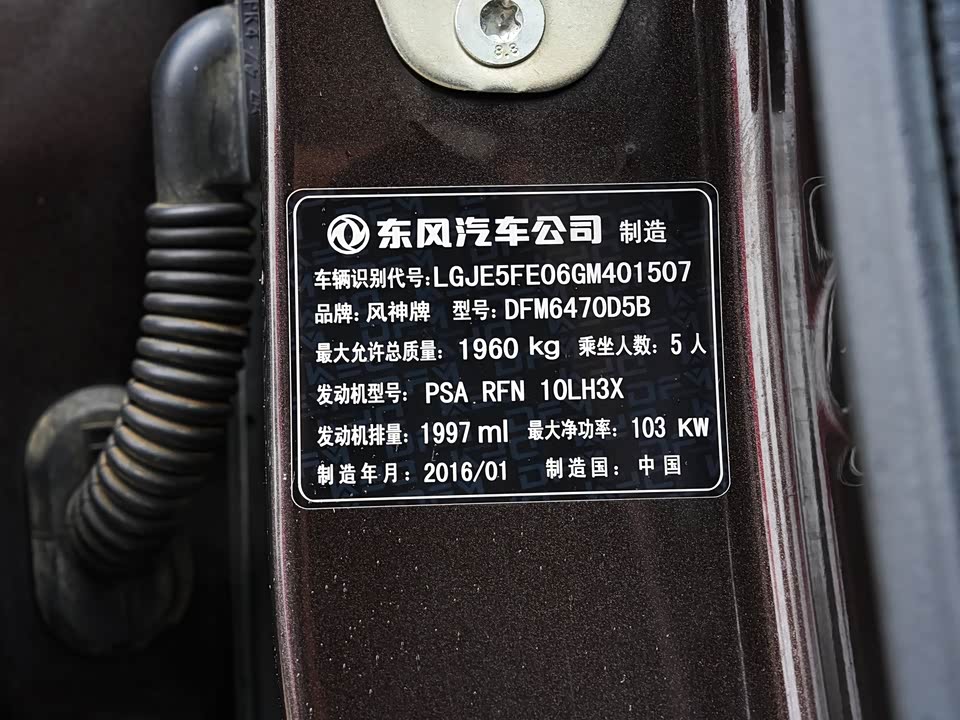 8.8
东风汽车公司 制造
车辆识别代号:LGJE5FE06GM401507
品牌: 风神牌 型号: DFM6470D5B
最大允许总质量: 1960 kg 乘坐人数: 5 人
发动机型号: PSA RFN 10LH3X
发动机排量: 1997 ml 最大净功率: 103 KW
制造年月: 2016/01 制造国: 中国